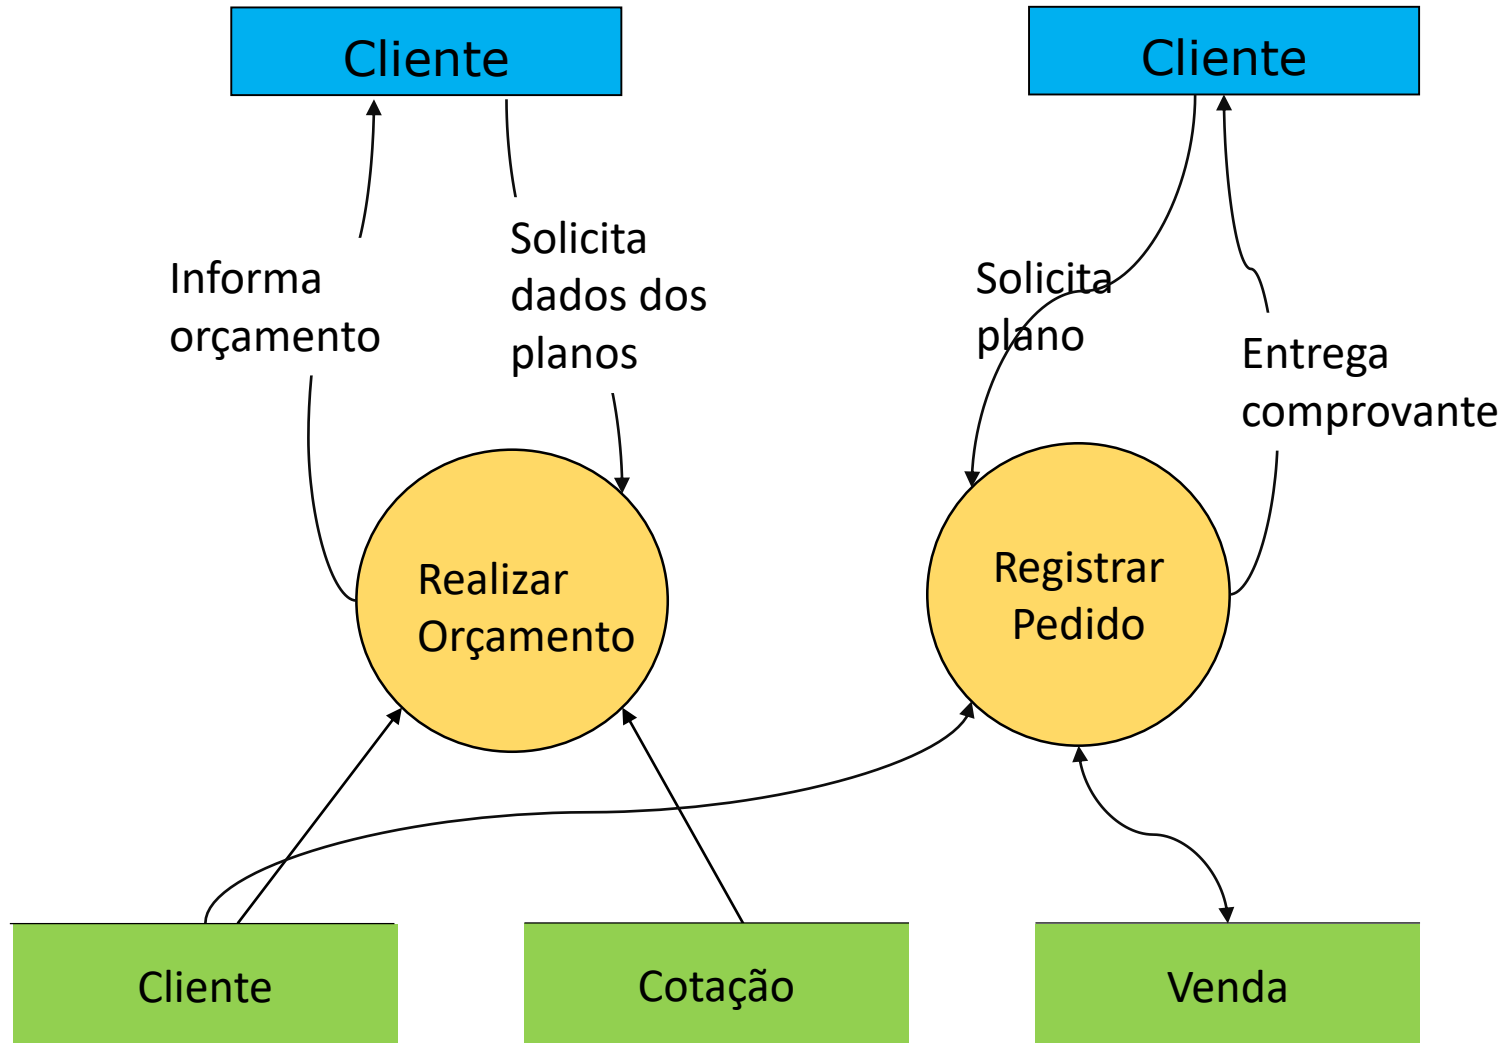 Cliente
Cliente
Informa
orçamento
Solicita
dados dos
planos
Solicita
plano
Entrega
comprovante
Realizar
Orçamento
Registrar
Pedido
Cliente
Cotação
Venda